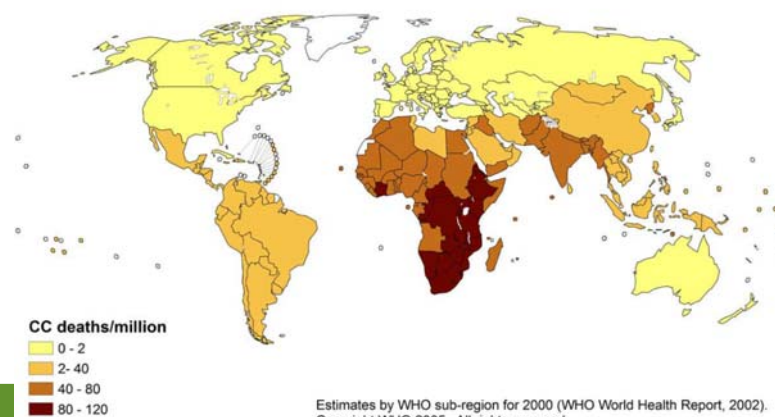 CC deaths/million
0 - 2
2- 40
40 - 80
80 - 120
Estimates by WHO sub-region for 2000 (WHO World Health Report, 2002).